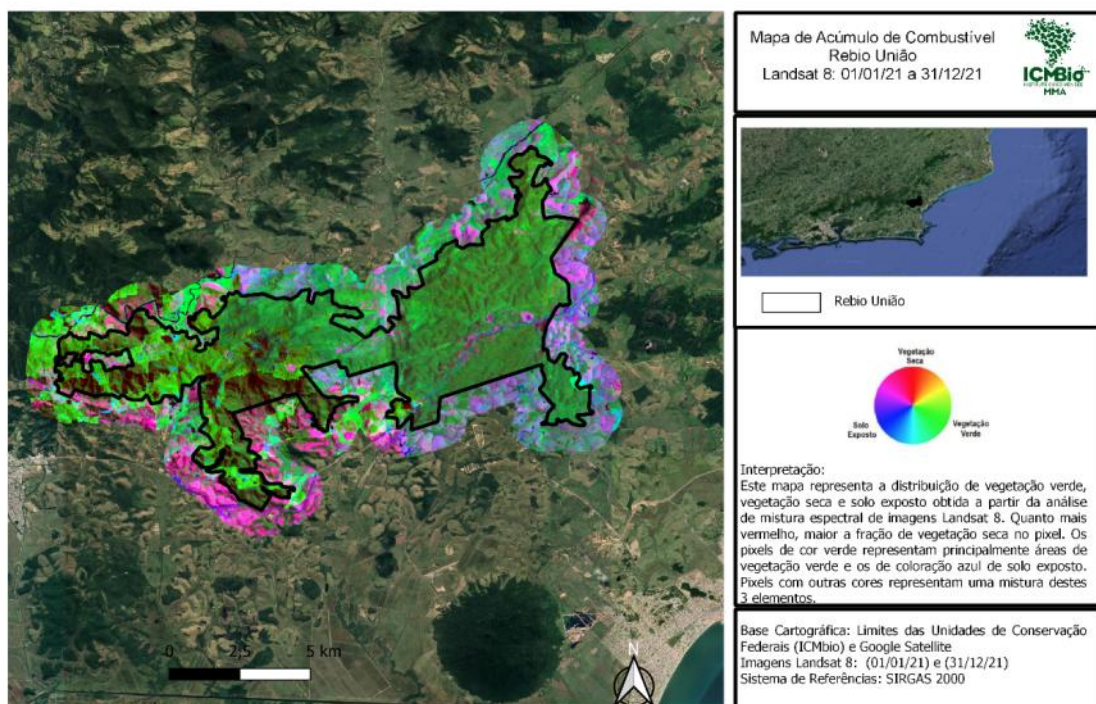 Mapa de Acúmulo de Combustível
Rebio União
Landsat 8: 01/01/21 a 31/12/21
ICMBio
MMA
Rebio União
Vegetação
Seca
Solo
Exposto
Vegetação
Verde
Interpretação:
Este mapa representa a distribuição de vegetação verde,
vegetação seca e solo exposto obtida a partir da análise
de mistura espectral de imagens Landsat 8. Quanto mais
vermelho, maior a fração de vegetação seca no pixel. Os
pixels de cor verde representam principalmente áreas de
vegetação verde e os de coloração azul de solo exposto.
Pixels com outras cores representam uma mistura destes
3 elementos.
Base Cartográfica: Limites das Unidades de Conservação
Federais (ICMbio) e Google Satellite
Imagens Landsat 8: (01/01/21) e (31/12/21)
Sistema de Referências: SIRGAS 2000
0 2,5 5 km
N